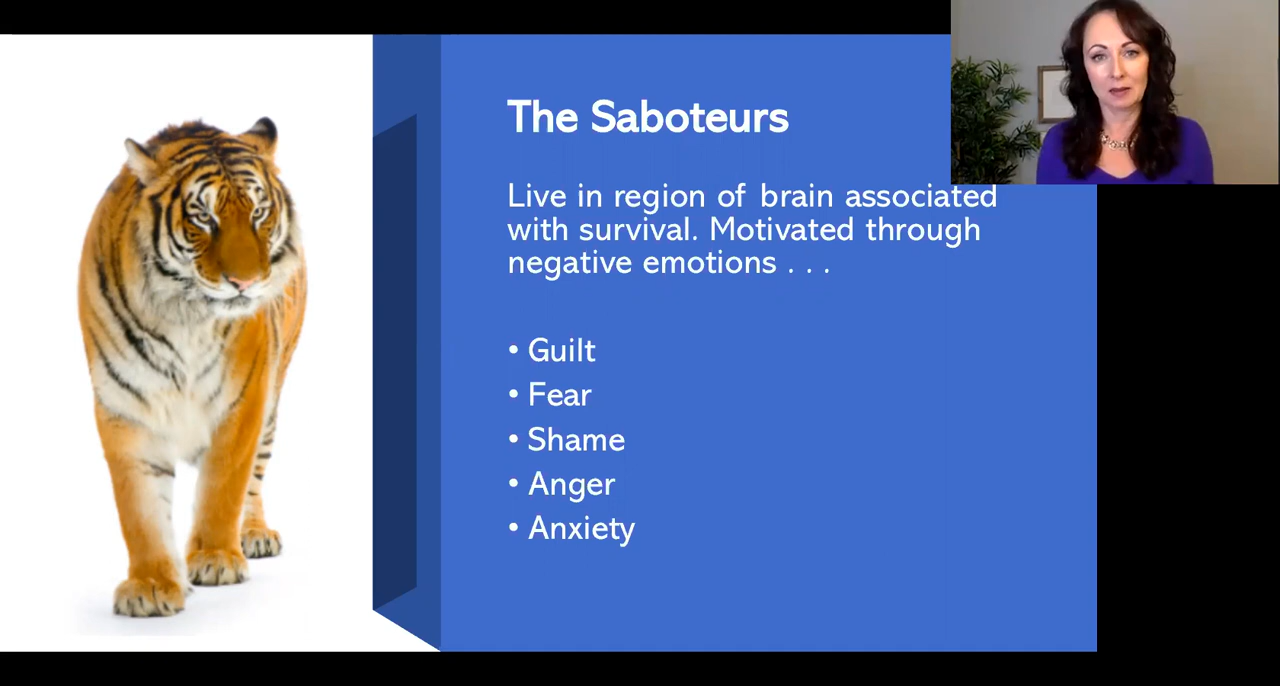 The Saboteurs
Live in region of brain associated
with survival. Motivated through
negative emotions . . .
• Guilt
• Fear
• Shame
• Anger
• Anxiety